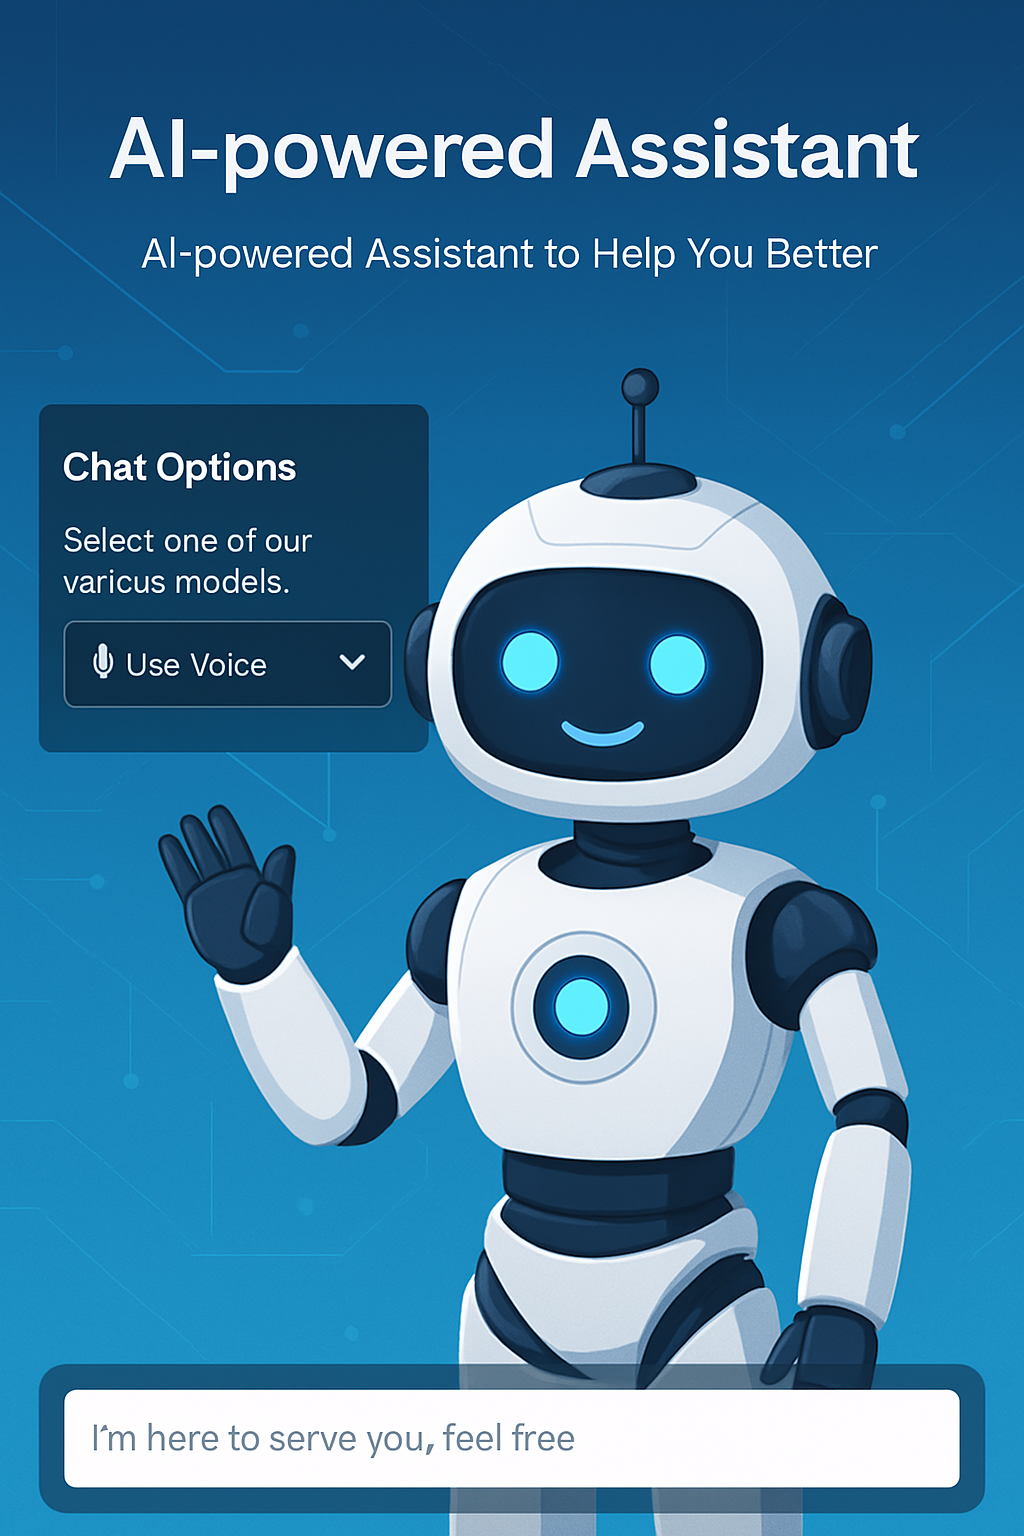 AI-powered Assistant
AI-powered Assistant to Help You Better
Chat Options
Select one of our
varicus models.
Use Voice
I'm here to serve you, feel free